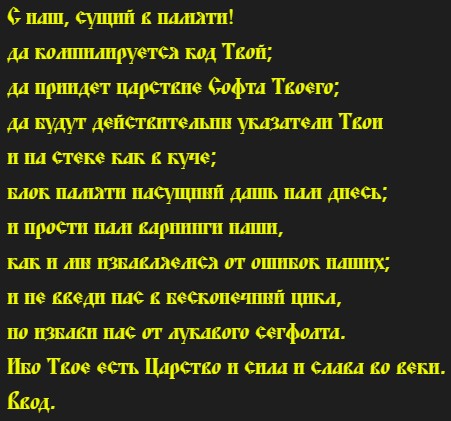 С наш, сущий в памяти!
да компилируется код Твой;
да приидет царствие Софта Твоего;
да будут действительны указатели Твои
и на стеке как в куче;
блок памяти насущный дашь нам днесь;
и прости нам варнинги наши,
как и мы избавляемся от ошибок наших;
и не введи нас в бесконечный цикл,
но избави нас от лукавого сегфолта.
Ибо Твое есть Царство и сила и слава во веки.
Ввод.